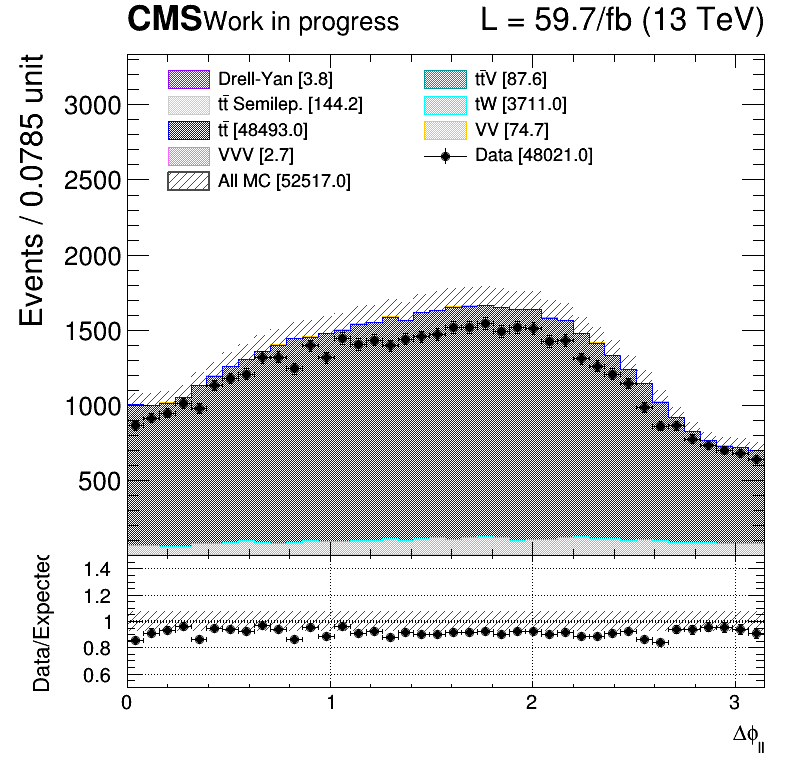 CMS Work in progress L = 59.7/fb (13 TeV)
Events / 0.0785 unit
3000
2500
2000
1500
1000
500
Drell-Yan [3.8]
tt̄ Semilep. [144.2]
tt̄ [48493.0]
VVV [2.7]
All MC [52517.0]
tt̄V [87.6]
tW [3711.0]
VV [74.7]
Data [48021.0]
Data/Expected
1.4
1.2
1
0.8
0.6
0 1 2 3
Δϕll